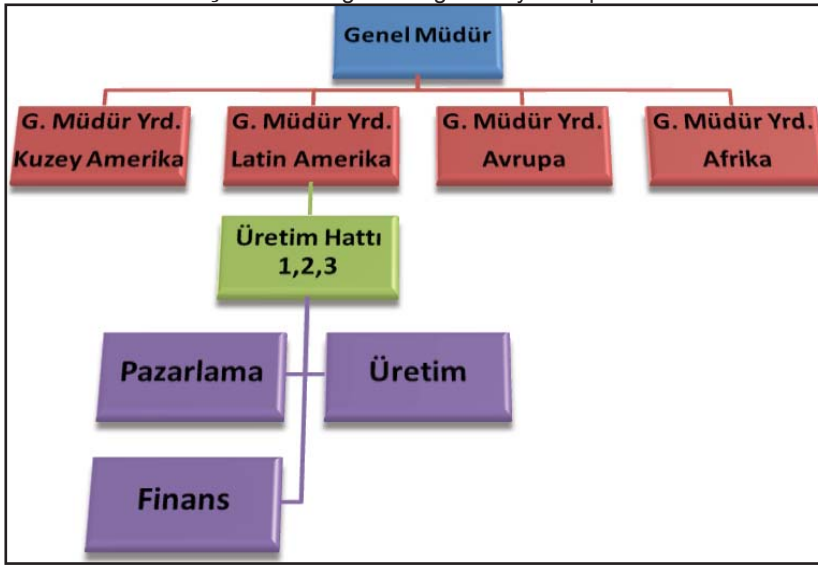 Genel Müdür
G. Müdür Yrd.
Kuzey Amerika
G. Müdür Yrd.
Latin Amerika
G. Müdür Yrd.
Avrupa
G. Müdür Yrd.
Afrika
Üretim Hattı
1,2,3
Pazarlama
Üretim
Finans